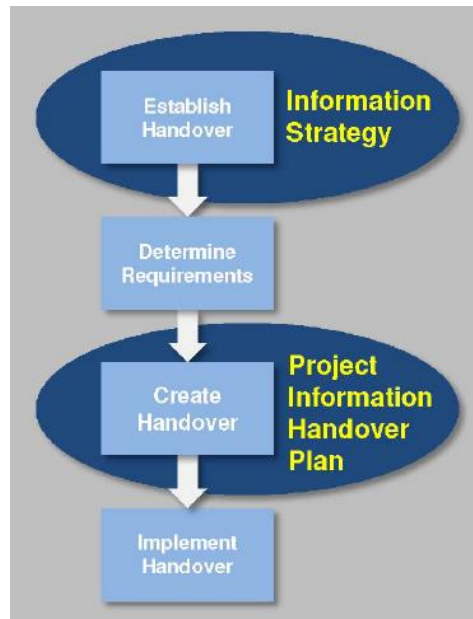 Establish
Handover
Information
Strategy
Determine
Requirements
Create
Handover
Project
Information
Handover
Plan
Implement
Handover